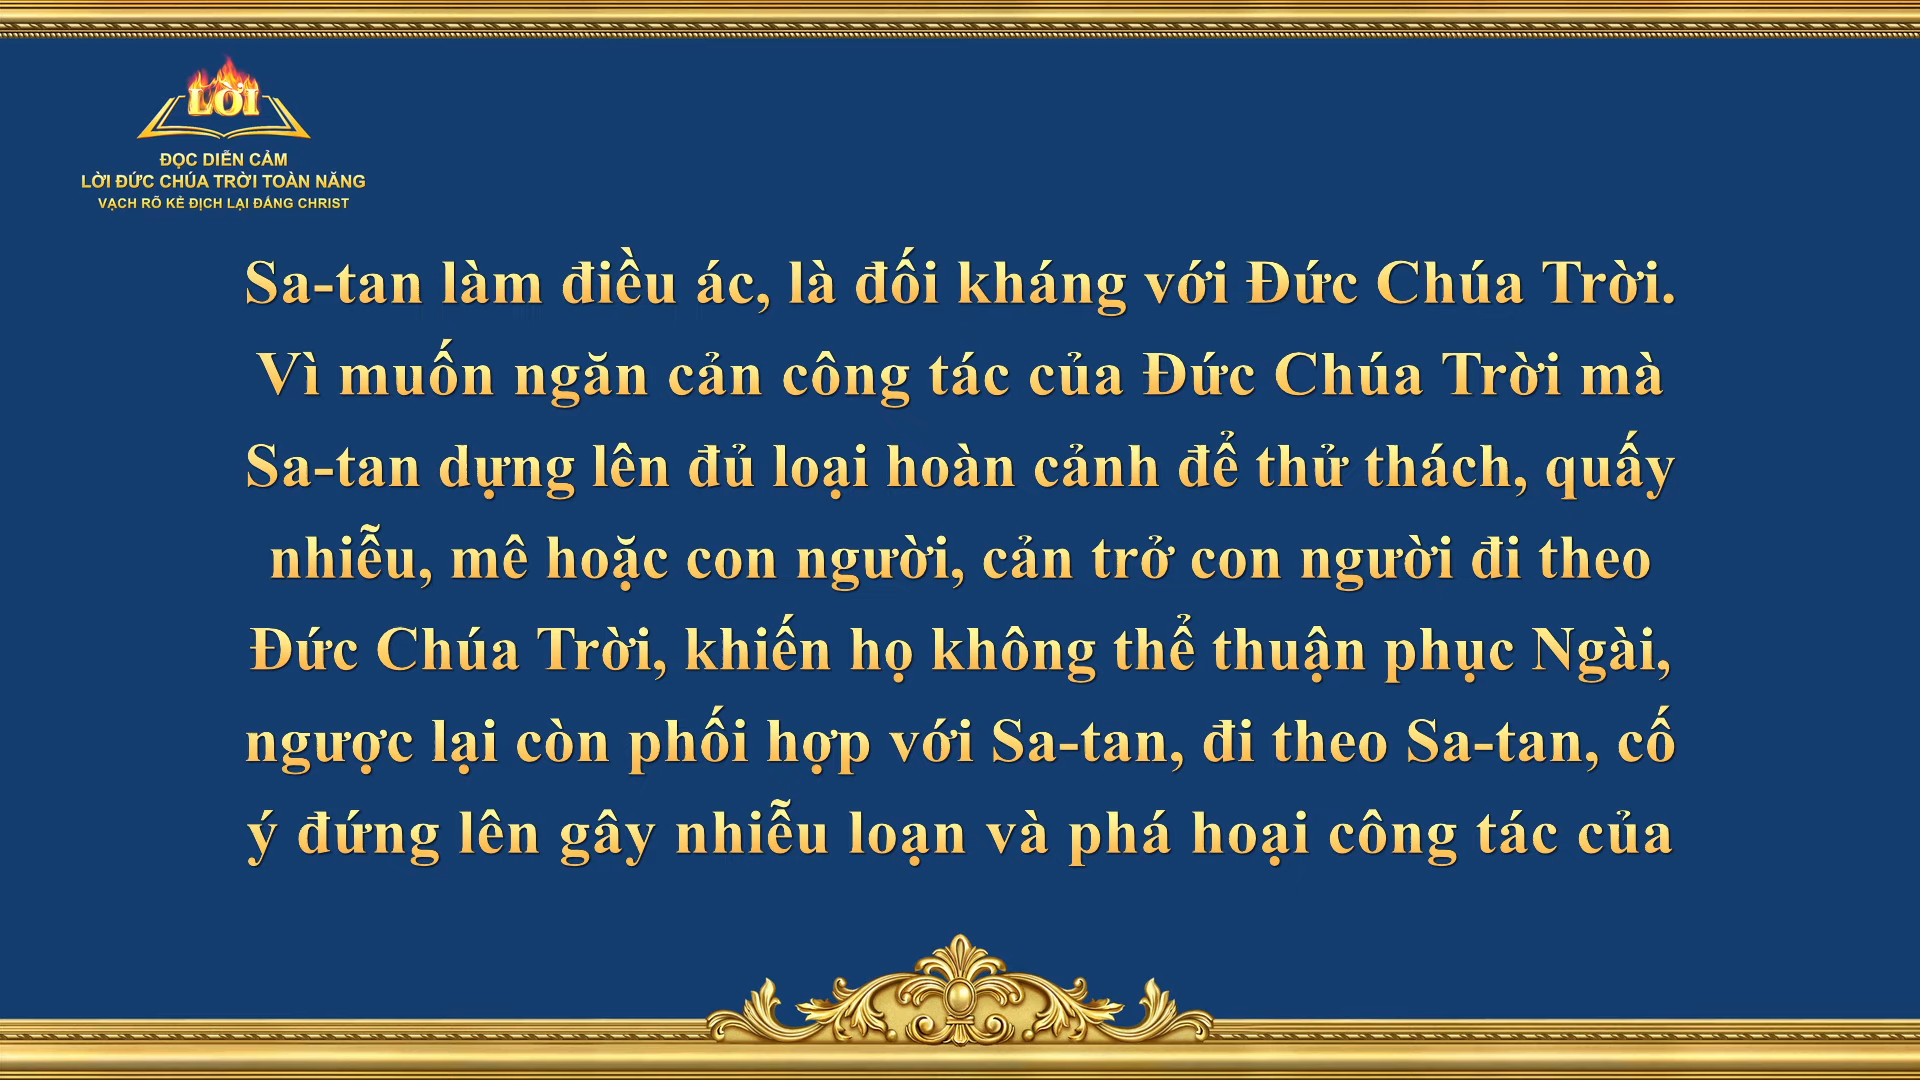 LỜI
ĐỌC DIỄN CẢM
LỜI ĐỨC CHÚA TRỜI TOÀN NĂNG
VẠCH RÕ KẺ ĐỊCH LẠI ĐẤNG CHRIST
Sa-tan làm điều ác, là đối kháng với Đức Chúa Trời.
Vì muốn ngăn cản công tác của Đức Chúa Trời mà
Sa-tan dựng lên đủ loại hoàn cảnh để thử thách, quấy
nhiễu, mê hoặc con người, cản trở con người đi theo
Đức Chúa Trời, khiến họ không thể thuận phục Ngài,
ngược lại còn phối hợp với Sa-tan, đi theo Sa-tan, cố
ý đứng lên gây nhiễu loạn và phá hoại công tác của